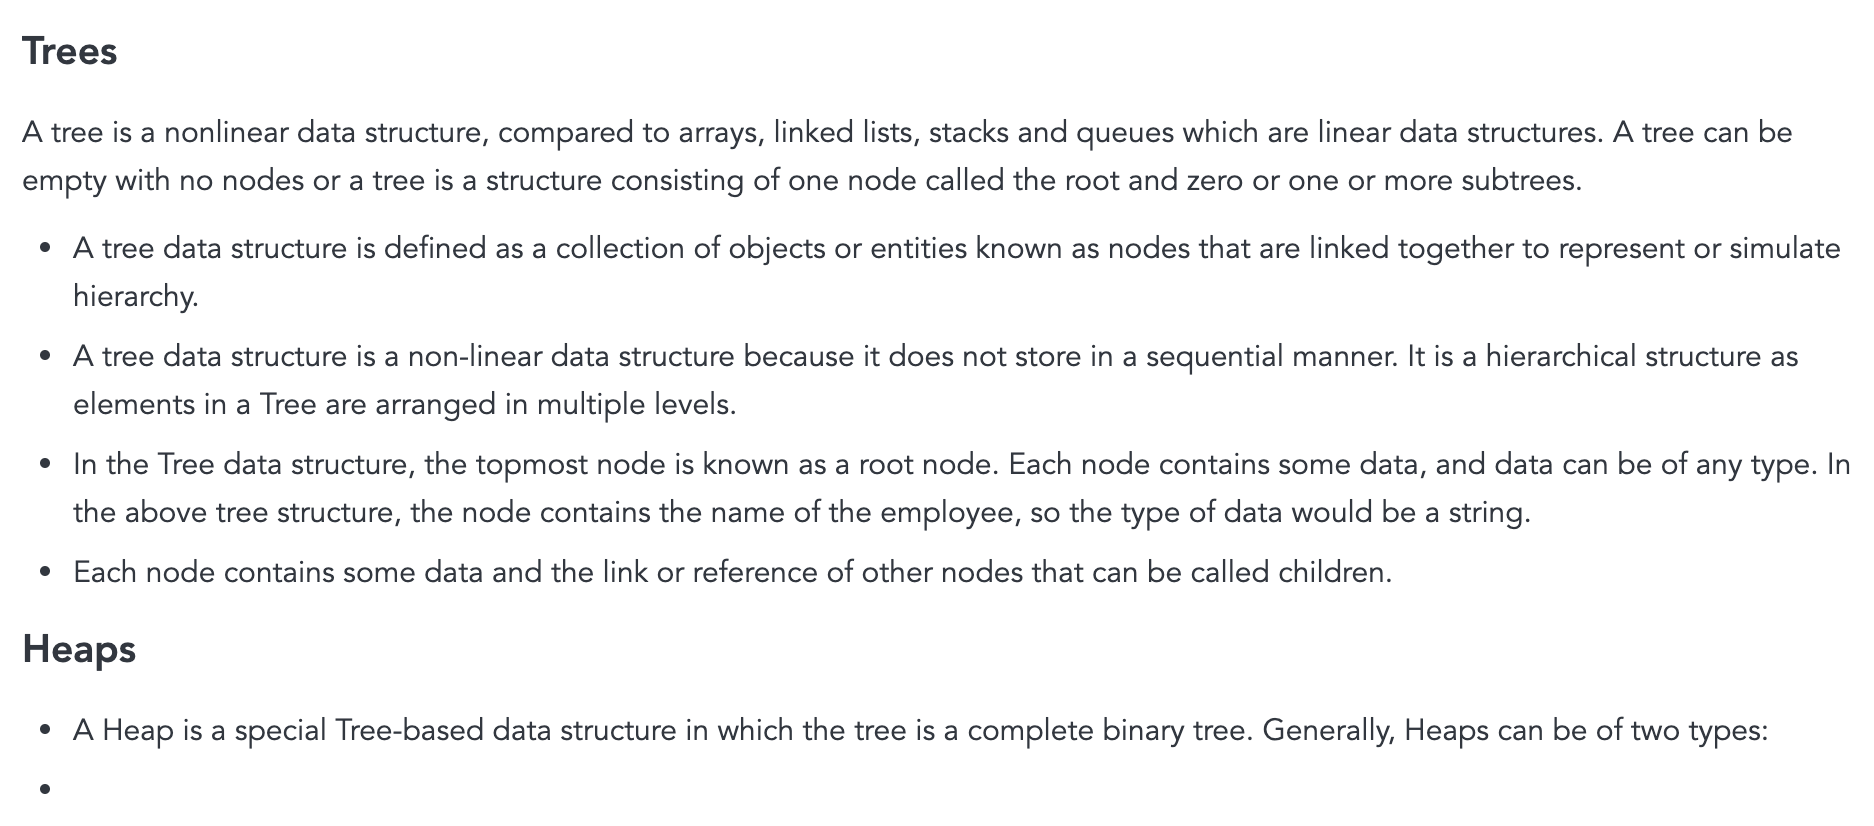 Trees
A tree is a nonlinear data structure, compared to arrays, linked lists, stacks and queues which are linear data structures. A tree can be
empty with no nodes or a tree is a structure consisting of one node called the root and zero or one or more subtrees.
• A tree data structure is defined as a collection of objects or entities known as nodes that are linked together to represent or simulate
hierarchy.
• A tree data structure is a non-linear data structure because it does not store in a sequential manner. It is a hierarchical structure as
elements in a Tree are arranged in multiple levels.
• In the Tree data structure, the topmost node is known as a root node. Each node contains some data, and data can be of any type. In
the above tree structure, the node contains the name of the employee, so the type of data would be a string.
• Each node contains some data and the link or reference of other nodes that can be called children.
Heaps
• A Heap is a special Tree-based data structure in which the tree is a complete binary tree. Generally, Heaps can be of two types:
•